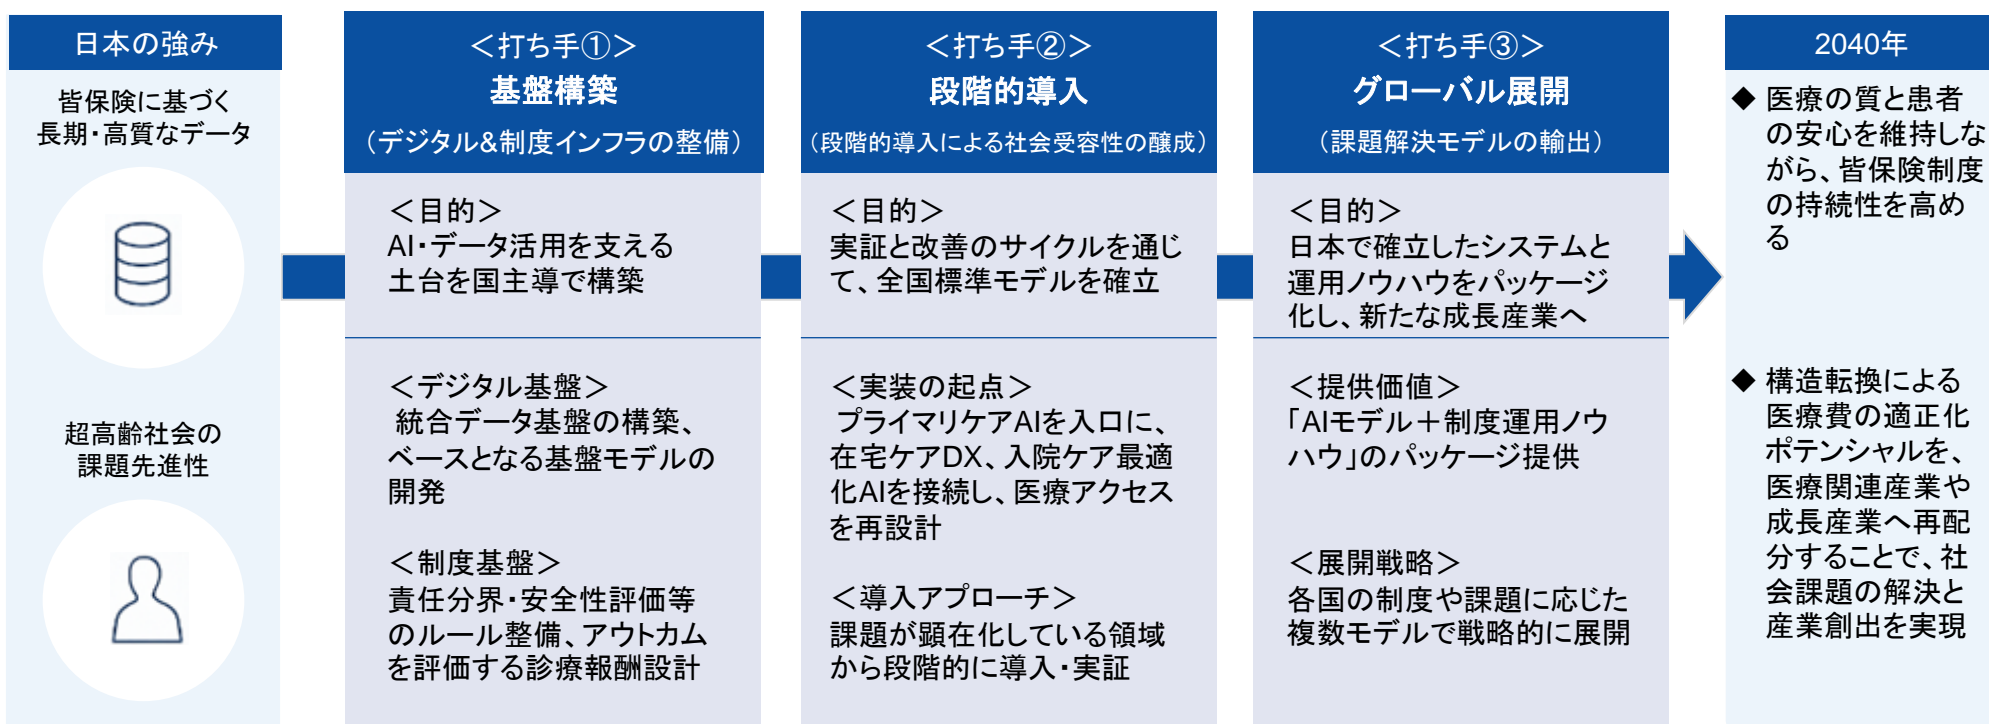 日本の強み
皆保険に基づく
長期・高質なデータ
超高齢社会の
課題先進性
＜打ち手①＞
基盤構築
（デジタル&制度インフラの整備）
＜目的＞
AI・データ活用を支える
土台を国主導で構築
＜デジタル基盤＞
統合データ基盤の構築、
ベースとなる基盤モデルの
開発
＜制度基盤＞
責任分界・安全性評価等
のルール整備、アウトカム
を評価する診療報酬設計
＜打ち手②＞
段階的導入
（段階的導入による社会受容性の醸成）
＜目的＞
実証と改善のサイクルを通じ
て、全国標準モデルを確立
＜実装の起点＞
プライマリケアAIを入口に、
在宅ケアDX、入院ケア最適
化AIを接続し、医療アクセス
を再設計
＜導入アプローチ＞
課題が顕在化している領域
から段階的に導入・実証
＜打ち手③＞
グローバル展開
（課題解決モデルの輸出）
＜目的＞
日本で確立したシステムと
運用ノウハウをパッケージ
化し、新たな成長産業へ
＜提供価値＞
「AIモデル＋制度運用ノウ
ハウ」のパッケージ提供
＜展開戦略＞
各国の制度や課題に応じた
複数モデルで戦略的に展開
2040年
◆ 医療の質と患者
の安心を維持しな
がら、皆保険制度
の持続性を高め
る
◆ 構造転換による
医療費の適正化
ポテンシャルを、
医療関連産業や
成長産業へ再配
分することで、社
会課題の解決と
産業創出を実現